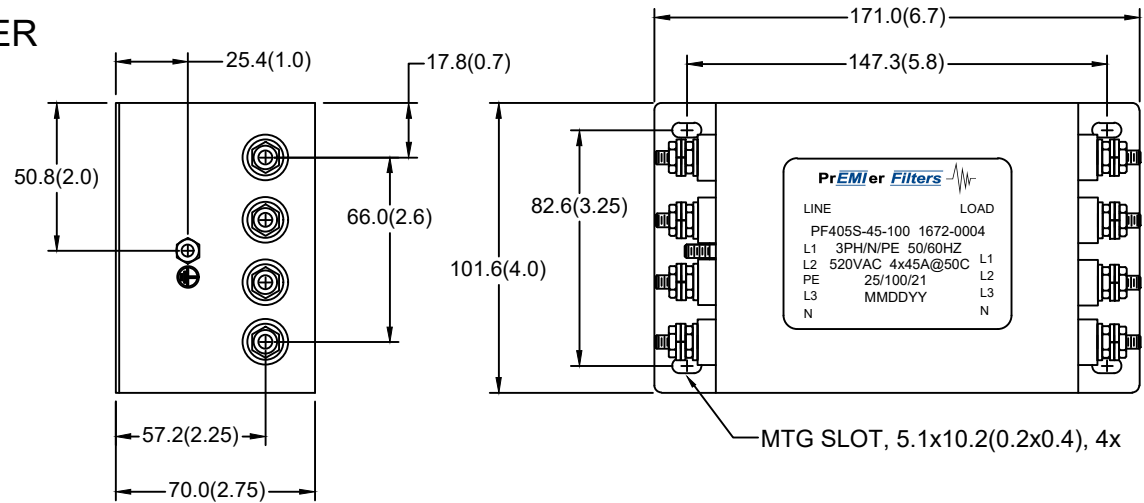 ER
25.4(1.0)
17.8(0.7)
50.8(2.0)
66.0(2.6)
57.2(2.25)
70.0(2.75)
171.0(6.7)
147.3(5.8)
82.6(3.25)
101.6(4.0)
PrEMIer Filters
LINE LOAD
PF405S-45-100 1672-0004
L1 3PH/N/PE 50/60HZ L1
L2 520VAC 4x45A@50C L2
PE 25/100/21 L3
L3 MMDDYY N
N
MTG SLOT, 5.1x10.2(0.2x0.4), 4x